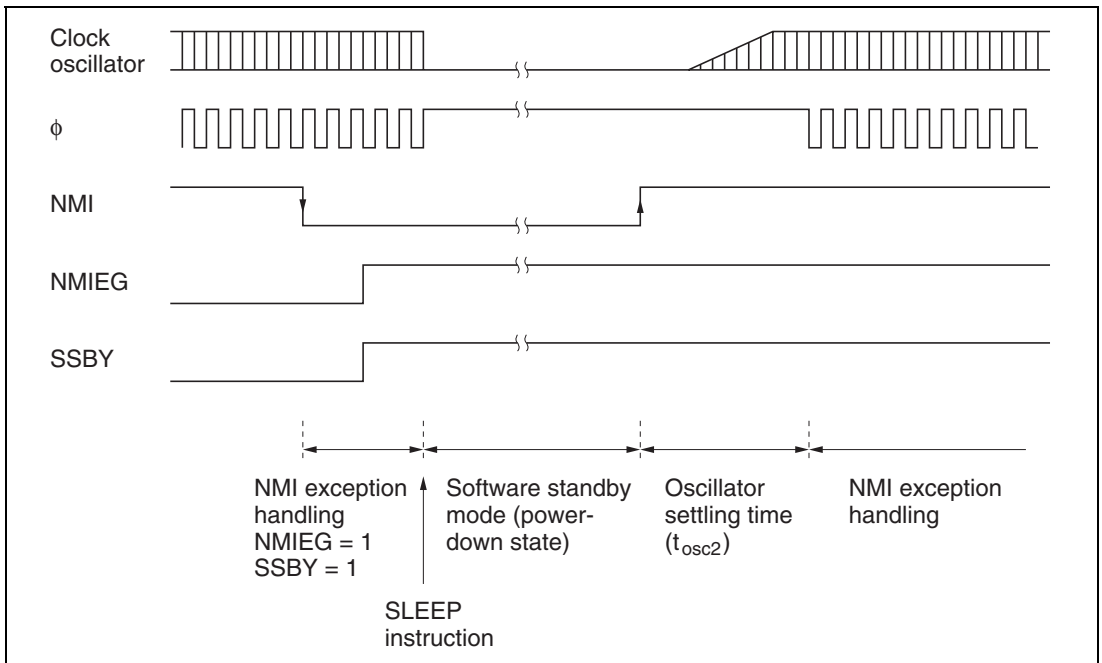 Clock
oscillator
ϕ
NMI
NMIEG
SSBY
NMI exception
handling
NMIEG = 1
SSBY = 1
SLEEP
instruction
Software standby
mode (power-
down state)
Oscillator
settling time
(tosc2)
NMI exception
handling